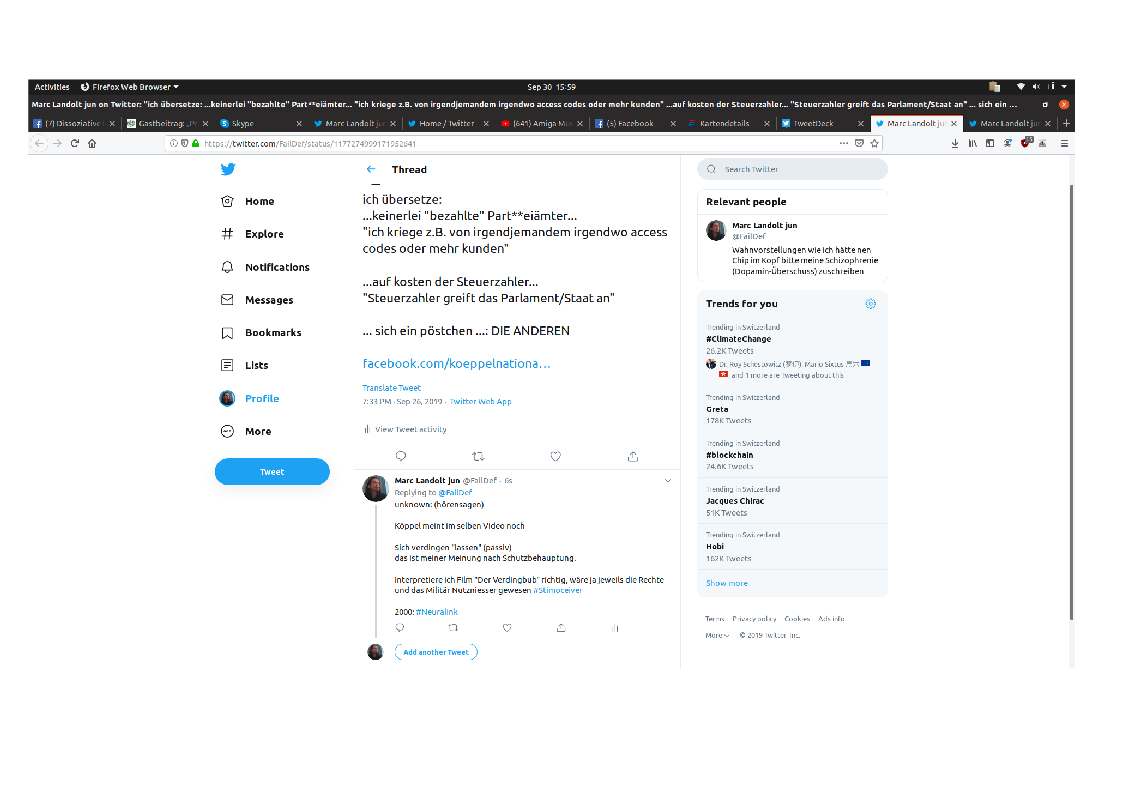 Activities Firefox Web Browser Sep 30 15:59
Marc Landolt jun on Twitter: "ich übersetze: ...keinerlei "bezahlte" Part**eiämter... "ich kriege z.B. von irgendjemandem irgendwo access codes oder mehr kunden" ...auf kosten der Steuerzahler... "Steuerzahler greift das Parlament/Staat an" ... sich ein ...
(7) Dissoziative Gastbeitrag: „Pr Skype Marc Landolt jun Home / Twitter (641) Amiga Mus (5) Facebook Kartendetails TweetDeck Marc Landolt jun Marc Landolt jun
https://twitter.com/FailDef/status/1177274999171952641
Home
Explore
Notifications
Messages
Bookmarks
Lists
Profile
More
Tweet
Thread
ich übersetze:
...keinerlei "bezahlte" Part**eiämter...
"ich kriege z.B. von irgendjemandem irgendwo access
codes oder mehr kunden"
...auf kosten der Steuerzahler...
"Steuerzahler greift das Parlament/Staat an"
... sich ein pöstchen ...: DIE ANDEREN
facebook.com/koeppelnationa…
Translate Tweet
7:33 PM · Sep 26, 2019 · Twitter Web App
View Tweet activity
Marc Landolt jun @FailDef · 6s
Replying to @FailDef
unknown: (hörensagen)
Köppel meint im selben Video noch
Sich verdingen "lassen" (passiv)
das ist meiner Meinung nach Schutzbehauptung.
Interpretiere ich Film "Der Verdingbub" richtig, wäre ja jeweils die Rechte
und das Militär Nutzniesser gewesen #Stimoceiver
2000: #Neuralink
Add another Tweet
Search Twitter
Relevant people
Marc Landolt jun
@FailDef
Wahnvorstellungen wie ich hätte nen
Chip im Kopf bitte meine Schizophrenie
(Dopamin-Überschuss) zuschreiben
Trends for you
Trending in Switzerland
#ClimateChange
26.2K Tweets
Dr. Roy Schestowitz (罗伊), Mario Sixtus
and 1 more are Tweeting about this
Trending in Switzerland
Greta
178K Tweets
Trending in Switzerland
#blockchain
24.6K Tweets
Trending in Switzerland
Jacques Chirac
51K Tweets
Trending in Switzerland
Hobi
162K Tweets
Show more
Terms Privacy policy Cookies Ads info
More © 2019 Twitter, Inc.